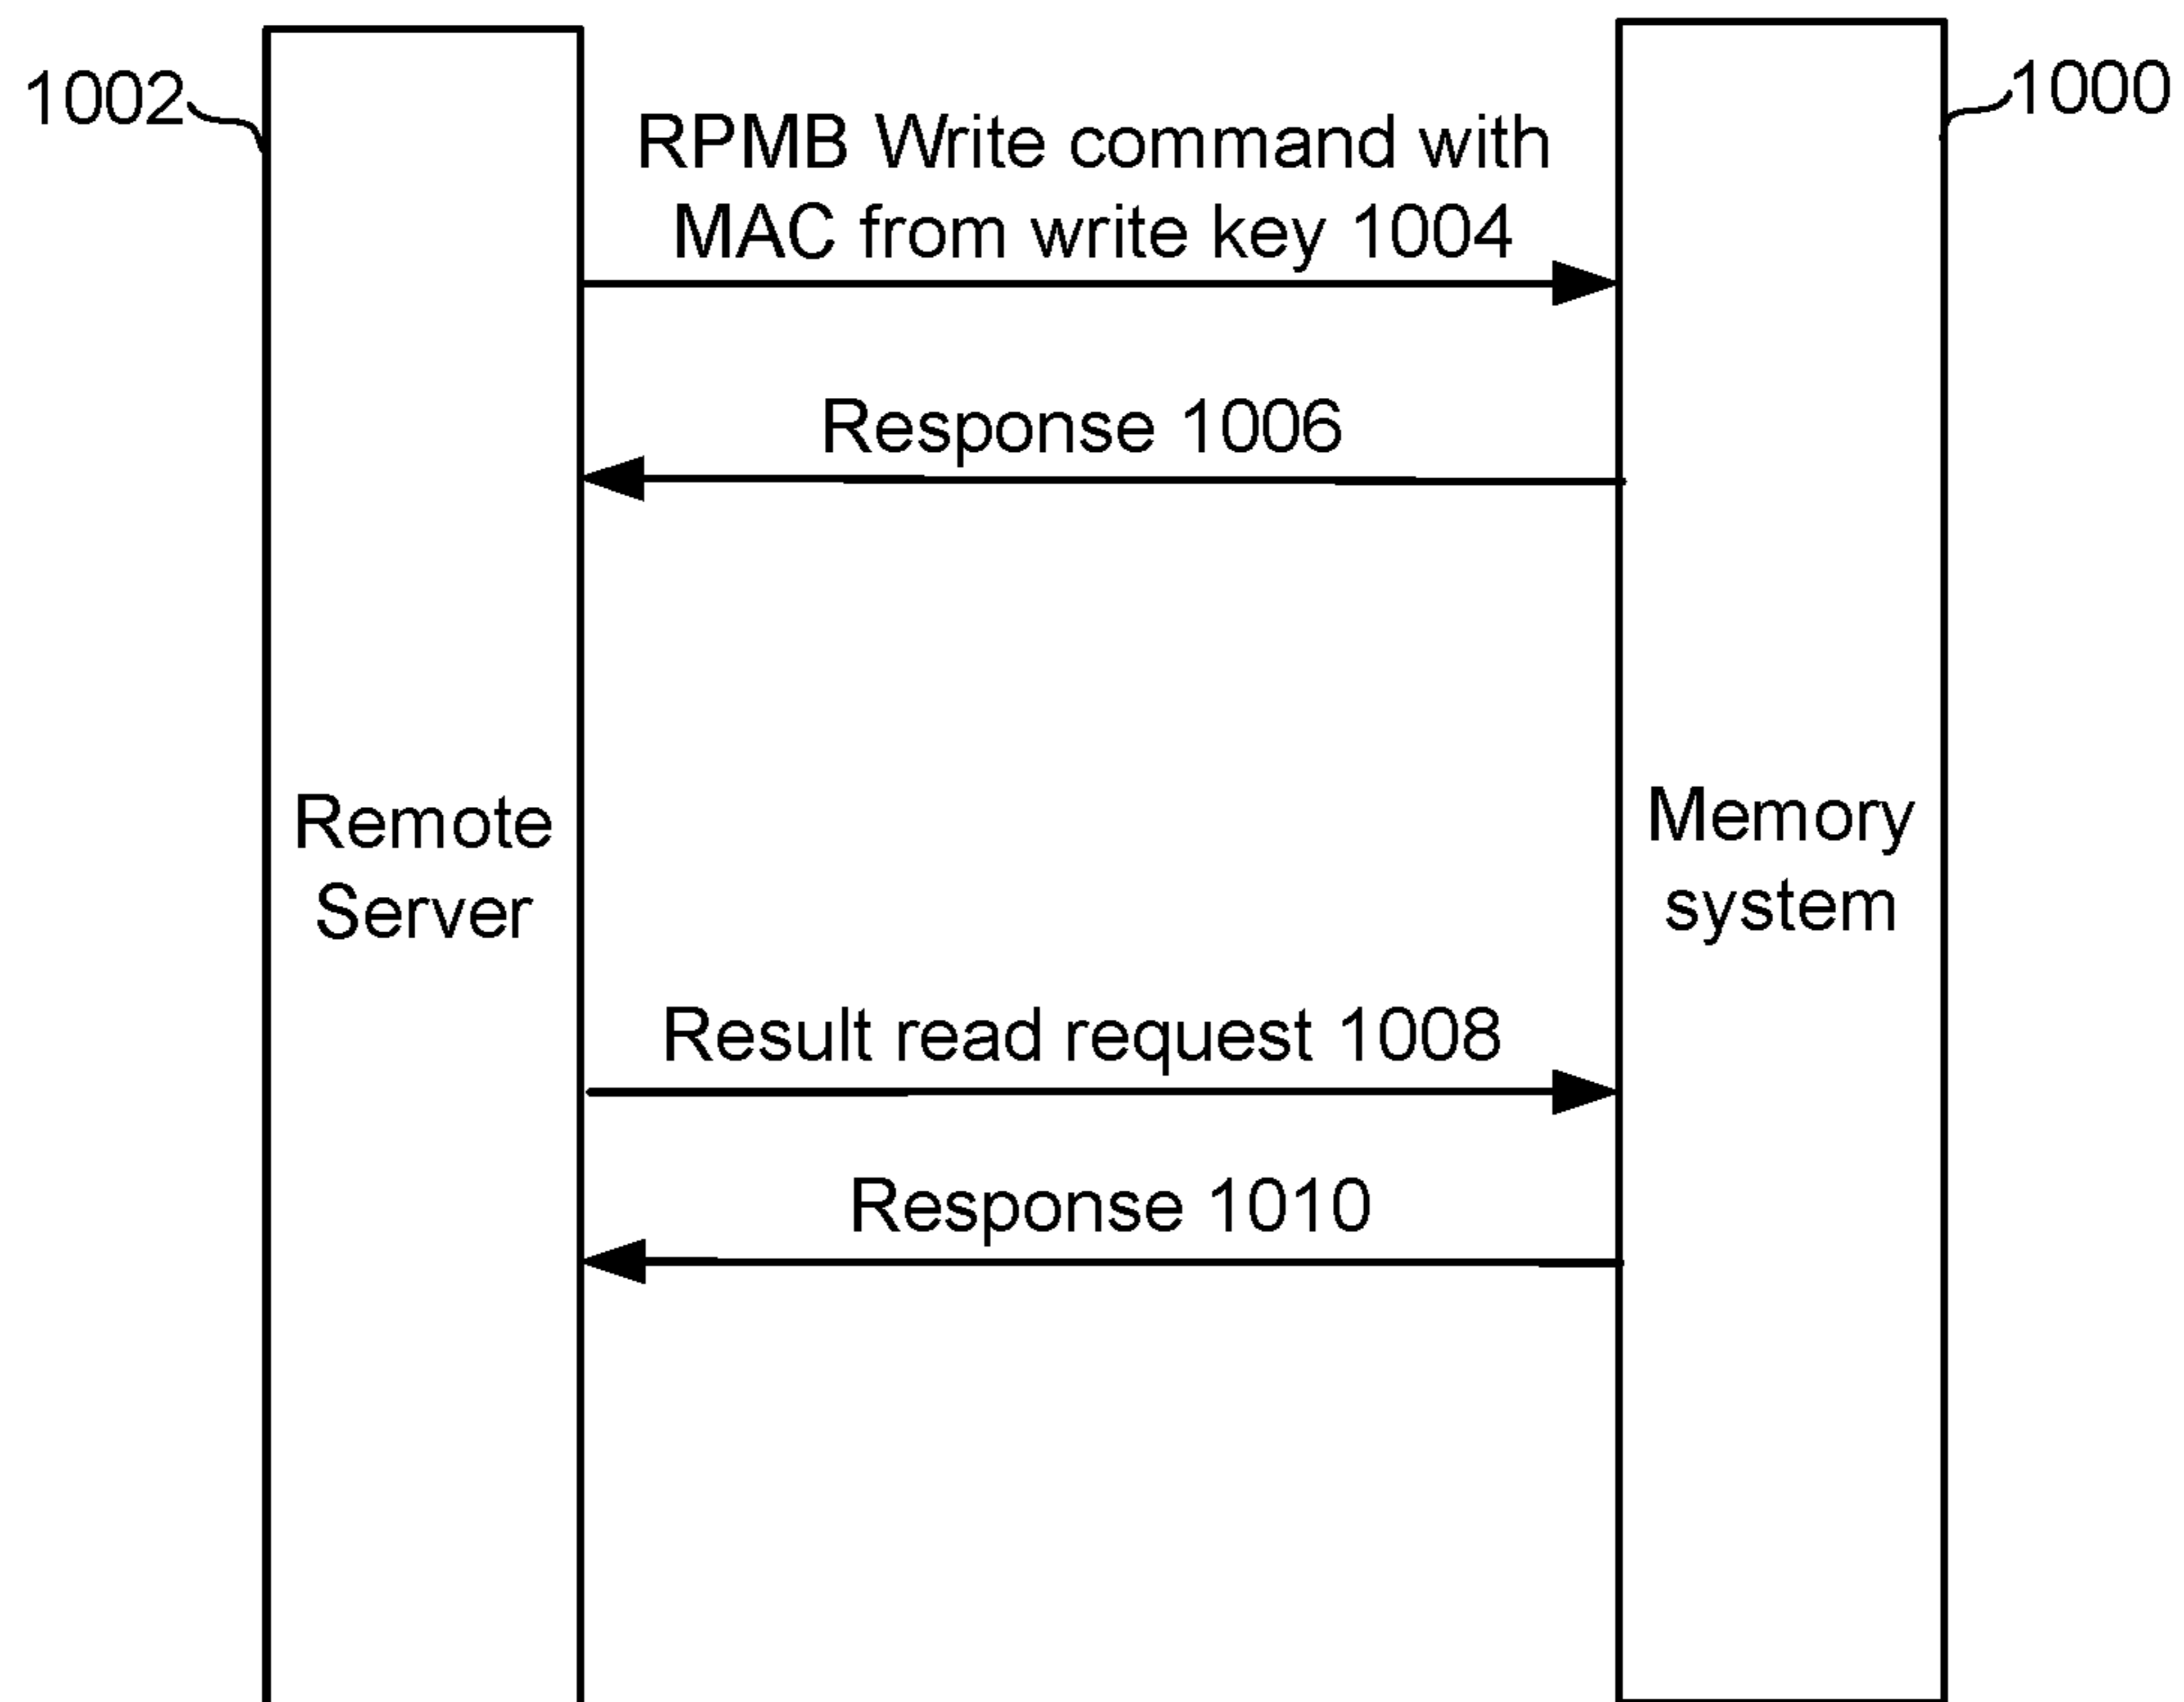 1002
1000
RPMB Write command with
MAC from write key 1004
Response 1006
Remote
Server
Memory
system
Result read request 1008
Response 1010